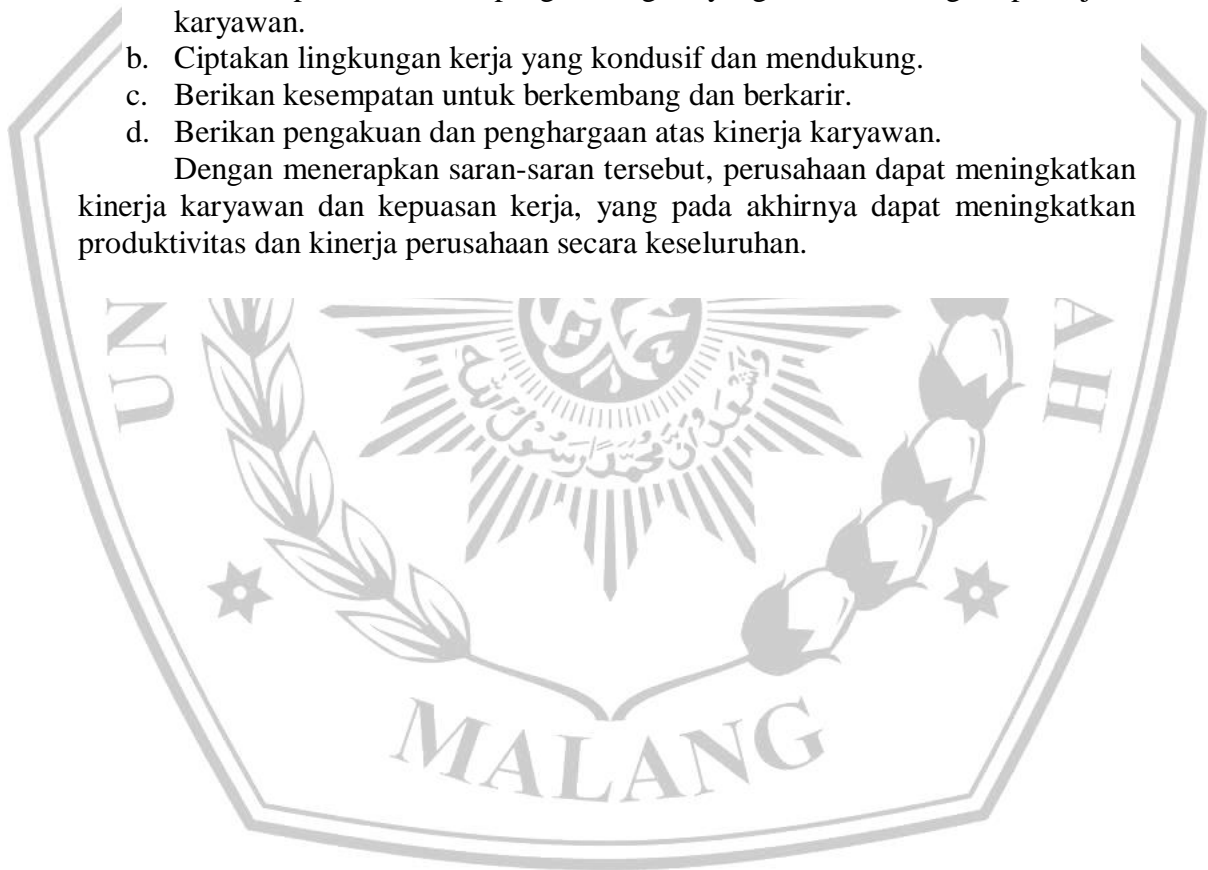 karyawan.
b. Ciptakan lingkungan kerja yang kondusif dan mendukung.
c. Berikan kesempatan untuk berkembang dan berkarir.
d. Berikan pengakuan dan penghargaan atas kinerja karyawan.
Dengan menerapkan saran-saran tersebut, perusahaan dapat meningkatkan
kinerja karyawan dan kepuasan kerja, yang pada akhirnya dapat meningkatkan
produktivitas dan kinerja perusahaan secara keseluruhan.
UN
AH
MALANG